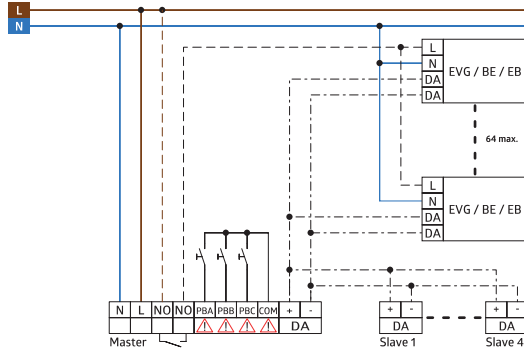 L
N
L
N
DA
DA
EVG / BE / EB
64 max.
L
N
DA
DA
EVG / BE / EB
N L NO NO PBA PBB PBC COM + -
DA
Master
+ -
DA
Slave 1
+ -
DA
Slave 4